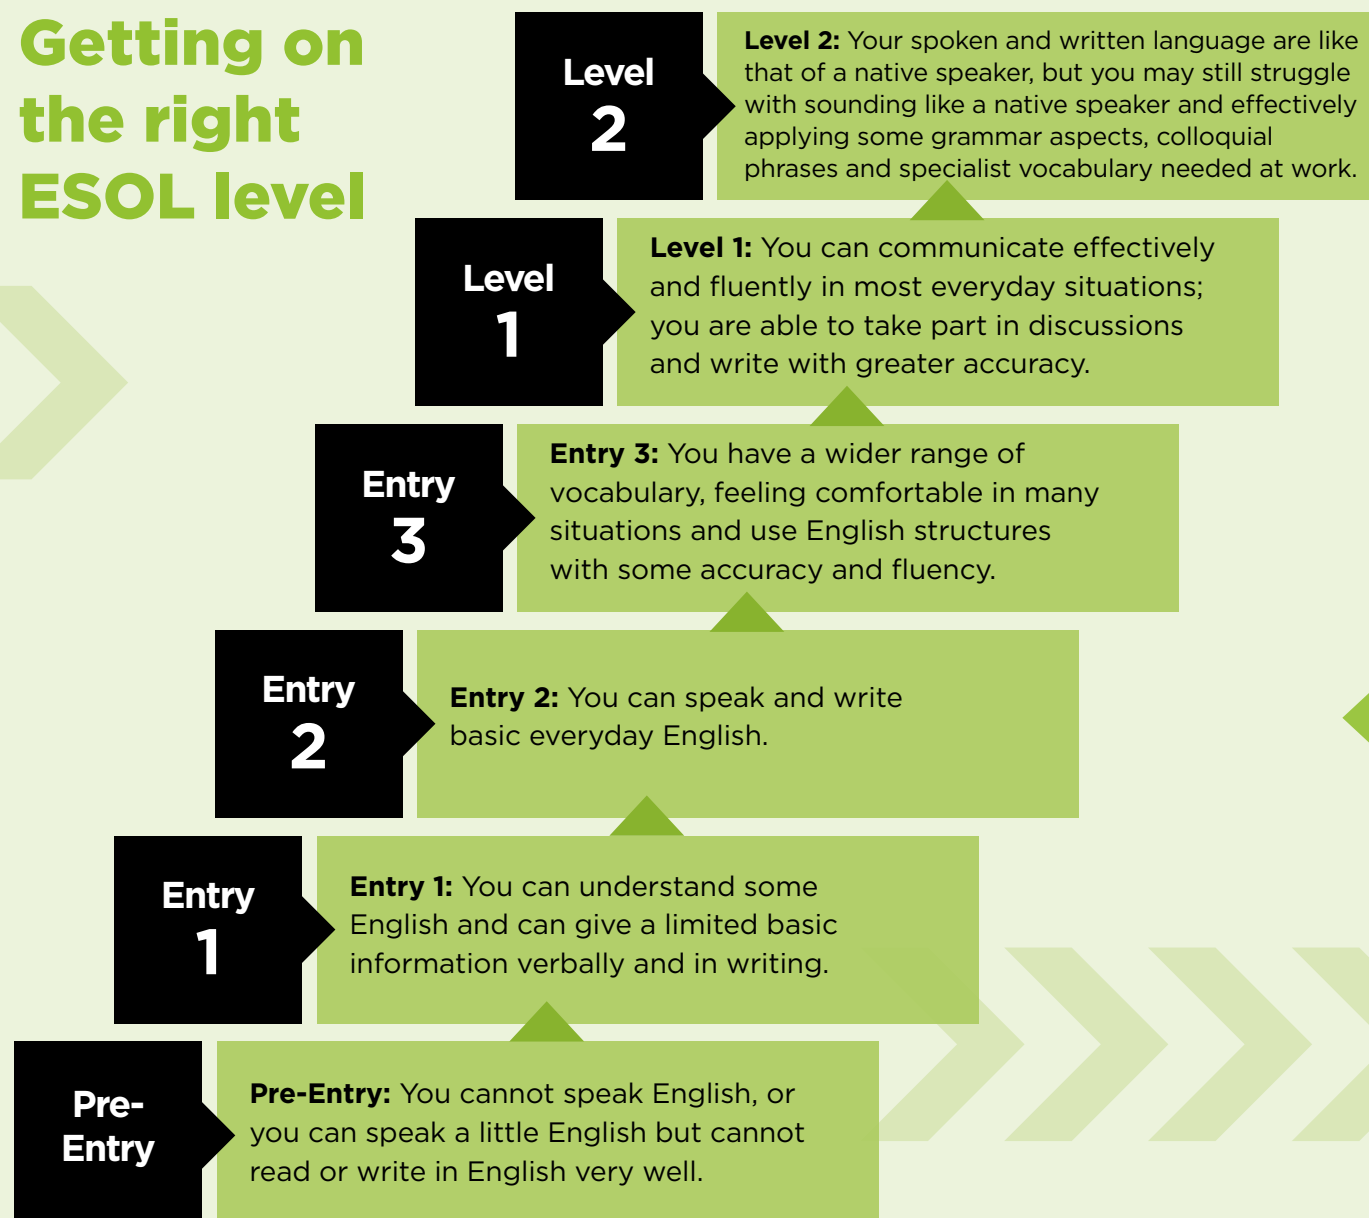 Getting on
the right
ESOL level
Level
2
Level 2: Your spoken and written language are like
that of a native speaker, but you may still struggle
with sounding like a native speaker and effectively
applying some grammar aspects, colloquial
phrases and specialist vocabulary needed at work.
Level
1
Level 1: You can communicate effectively
and fluently in most everyday situations;
you are able to take part in discussions
and write with greater accuracy.
Entry
3
Entry 3: You have a wider range of
vocabulary, feeling comfortable in many
situations and use English structures
with some accuracy and fluency.
Entry
2
Entry 2: You can speak and write
basic everyday English.
Entry
1
Entry 1: You can understand some
English and can give a limited basic
information verbally and in writing.
Pre-
Entry
Pre-Entry: You cannot speak English, or
you can speak a little English but cannot
read or write in English very well.